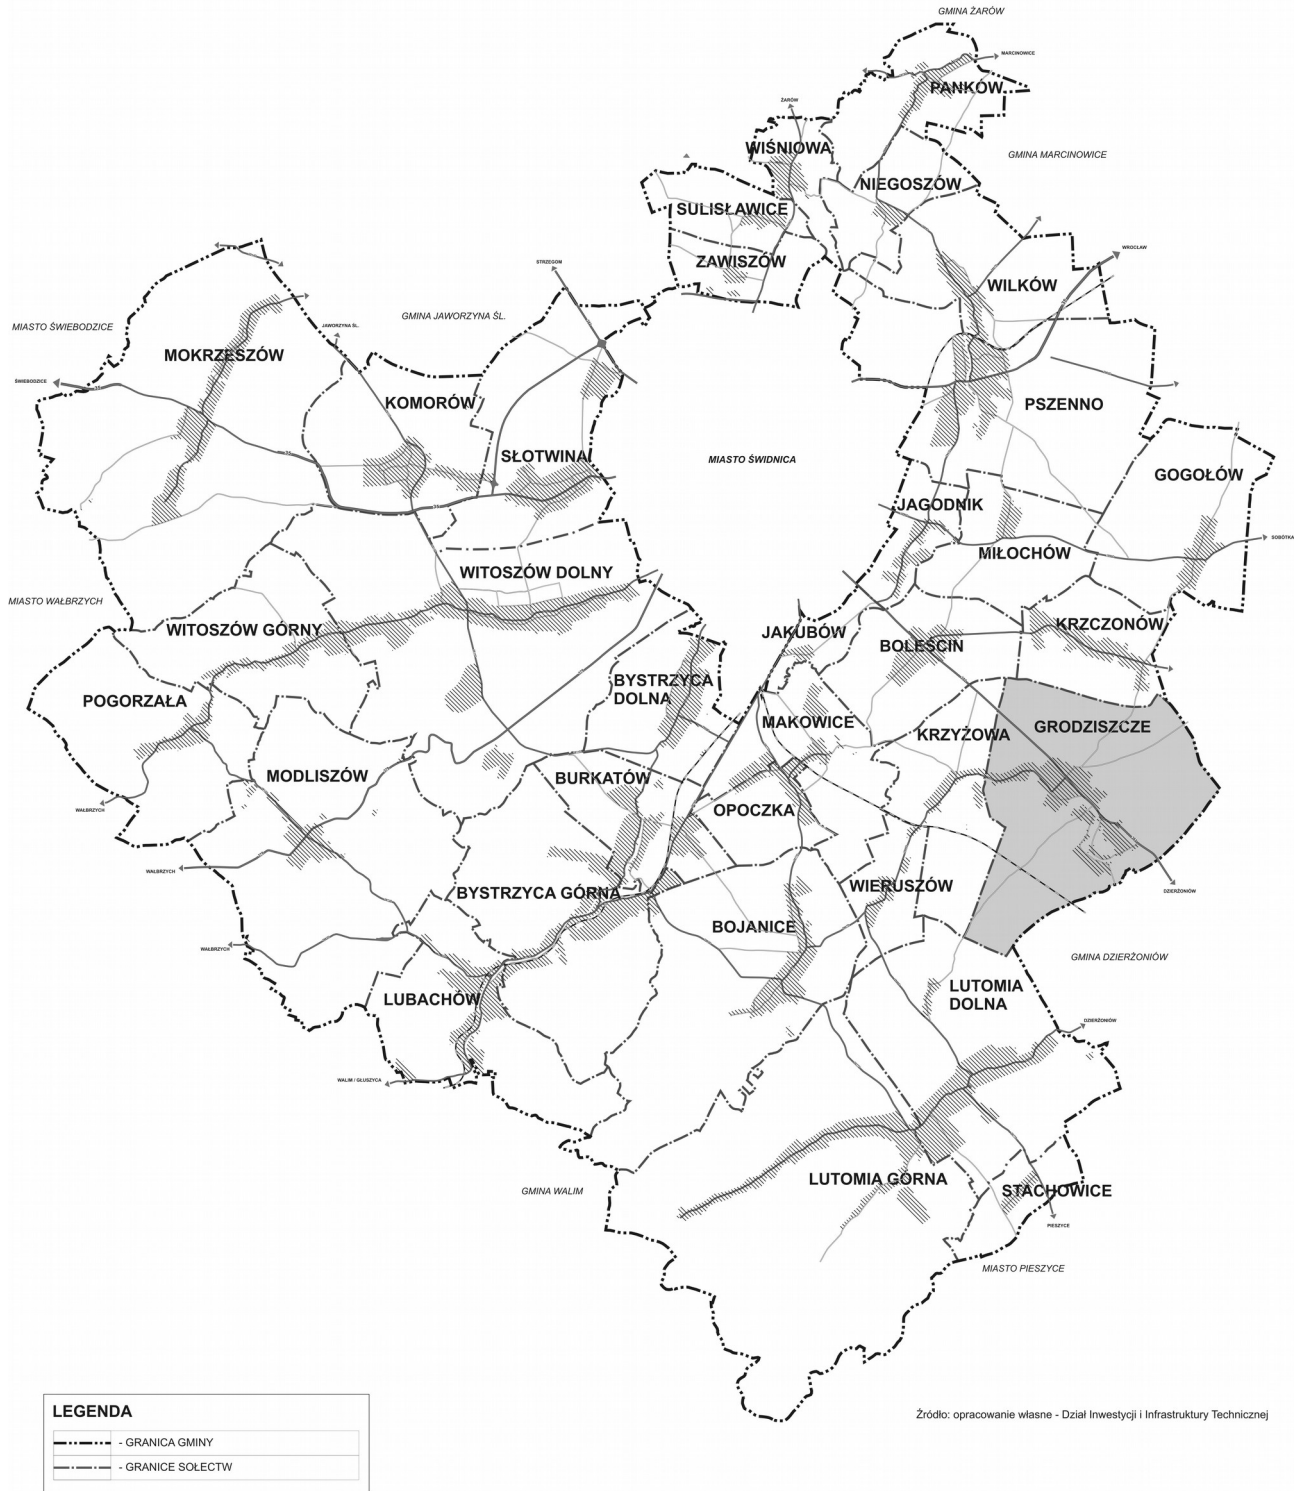 GMINA ŻARÓW
MARCINOWICE
PANKÓW
ŻARÓW
WIŚNIOWA
GMINA MARCINOWICE
NIEGOSZÓW
SULISŁAWICE
WROCŁAW
STRZEGOM
ZAWISZÓW
WILKÓW
GMINA JAWORZYNA ŚL.
MIASTO ŚWIEBODZICE
JAWORZYNA ŚL.
MOKRZESZÓW
ŚWIEBODZICE
KOMORÓW
PSZENNO
SŁOTWINA
MIASTO ŚWIDNICA
GOGOŁÓW
JAGODNIK
SOBÓTKA
MIŁOCHÓW
WITOSZÓW DOLNY
MIASTO WAŁBRZYCH
WITOSZÓW GÓRNY
JAKUBÓW
KRZCZONÓW
BOLEŚCIN
BYSTRZYCA
DOLNA
POGORZAŁA
MAKOWICE
KRZYŻOWA
GRODZISZCZE
MODLISZÓW
BURKATÓW
WAŁBRZYCH
OPOCZKA
WAŁBRZYCH
BYSTRZYCA GÓRNA
WIERUSZÓW
DZIERŻONIÓW
BOJANICE
WAŁBRZYCH
GMINA DZIERŻONIÓW
LUBACHÓW
LUTOMIA
DOLNA
DZIERŻONIÓW
WALIM / GŁUSZYCA
LUTOMIA GÓRNA
GMINA WALIM
STACHOWICE
PIESZYCE
MIASTO PIESZYCE
LEGENDA
- GRANICA GMINY
- GRANICE SOŁECTW
Źródło: opracowanie własne - Dział Inwestycji i Infrastruktury Technicznej